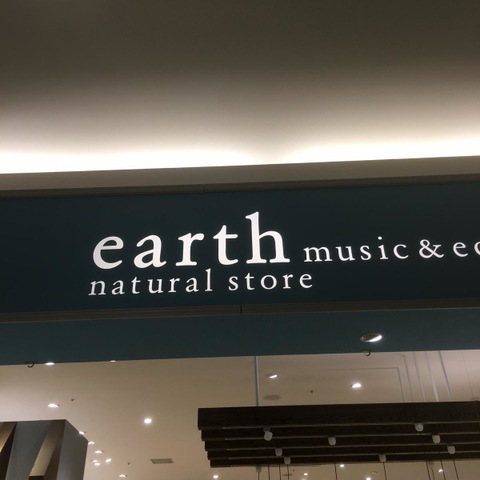 earth music & ec
natural store